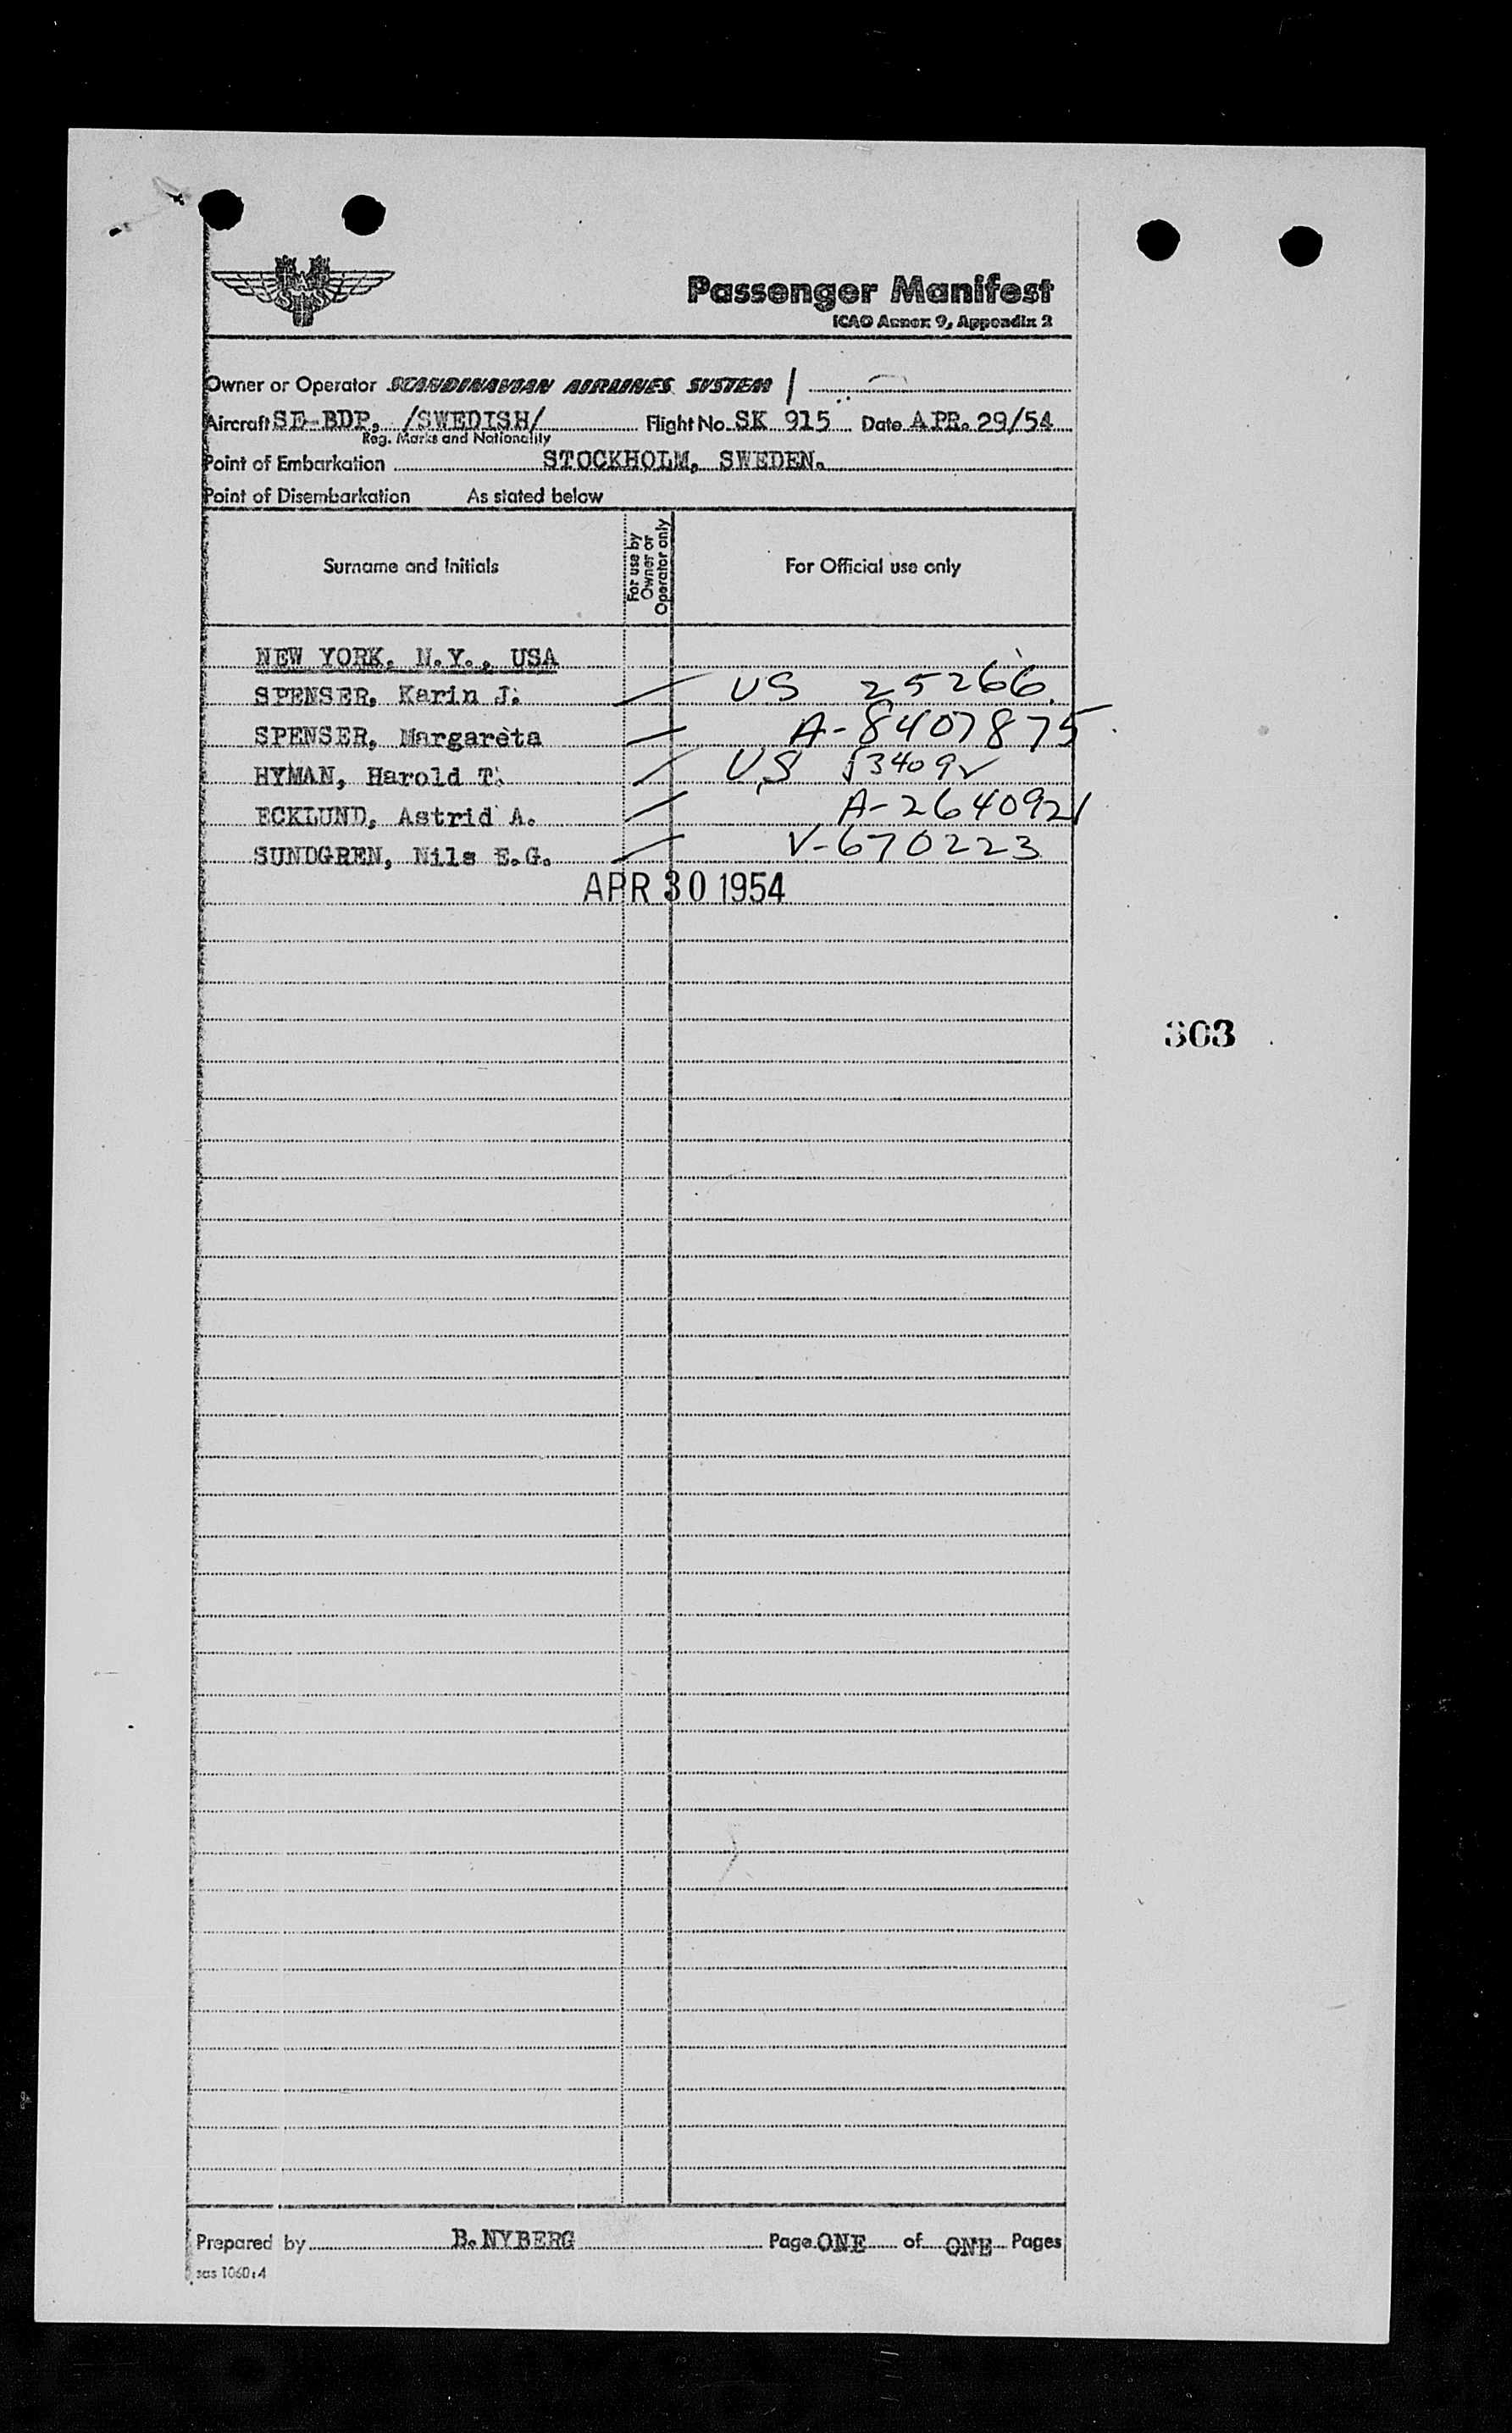 SAS
Passenger Manifest
ICAO Annex 9, Appendix 2
Owner or Operator SCANDINAVIAN AIRLINES SYSTEM
Aircraft SE-BDP, /SWEDISH/ Flight No. SK 915 Date APR. 29/54
Reg. Marks and Nationality
Point of Embarkation STOCKHOLM, SWEDEN.
Point of Disembarkation As stated below
Surname and Initials For use by Owner or Operator only For Official use only
NEW YORK, N.Y., USA
SPENSER, Karin J. US 25266
SPENSER, Margareta A-8407875
HYMAN, Harold T. US
ECKLUND, Astrid A. A-2640921
SUNDGREN, Nils E.G. V-670223
APR 30 1954
303
Prepared by B. NYBERG Page ONE of ONE Pages
sas 1060:4